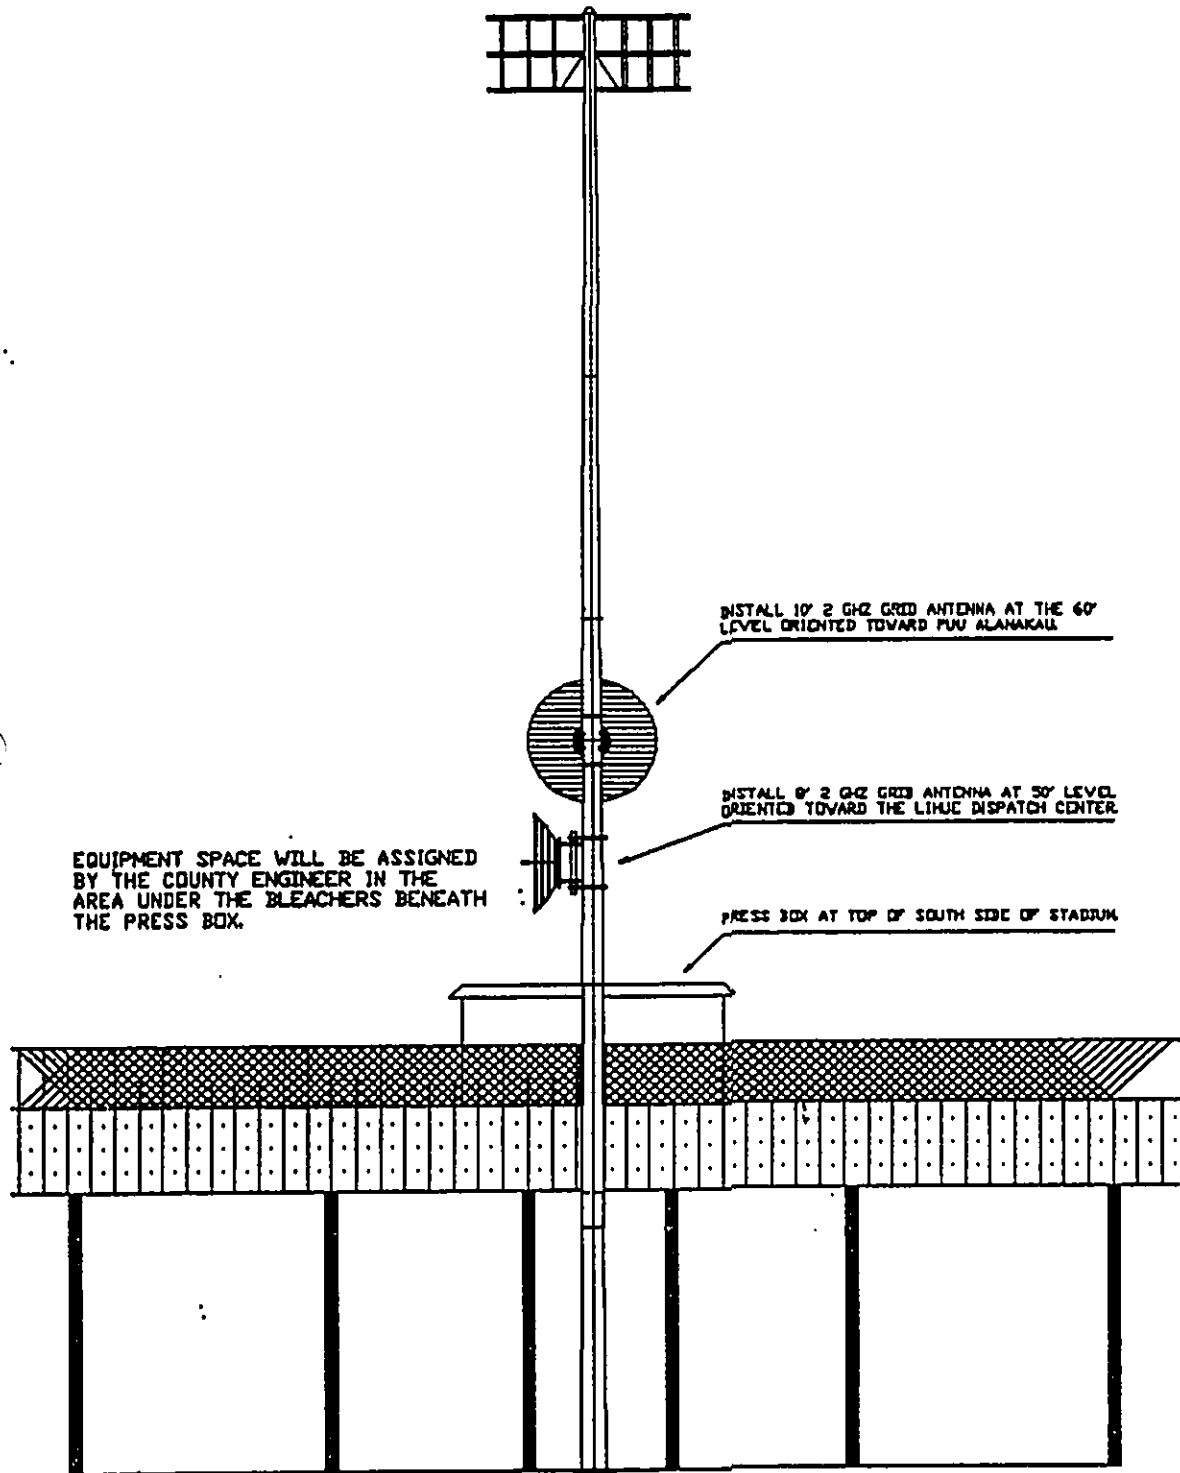 INSTALL 10' 2 GHZ GRID ANTENNA AT THE 60'
LEVEL ORIENTED TOWARD PUU ALANAKAU.
INSTALL 8' 2 GHZ GRID ANTENNA AT 50' LEVEL
ORIENTED TOWARD THE LIHUE DISPATCH CENTER.
EQUIPMENT SPACE WILL BE ASSIGNED
BY THE COUNTY ENGINEER IN THE
AREA UNDER THE BLEACHERS BENEATH
THE PRESS BOX.
PRESS BOX AT TOP OF SOUTH SIDE OF STADIUM.